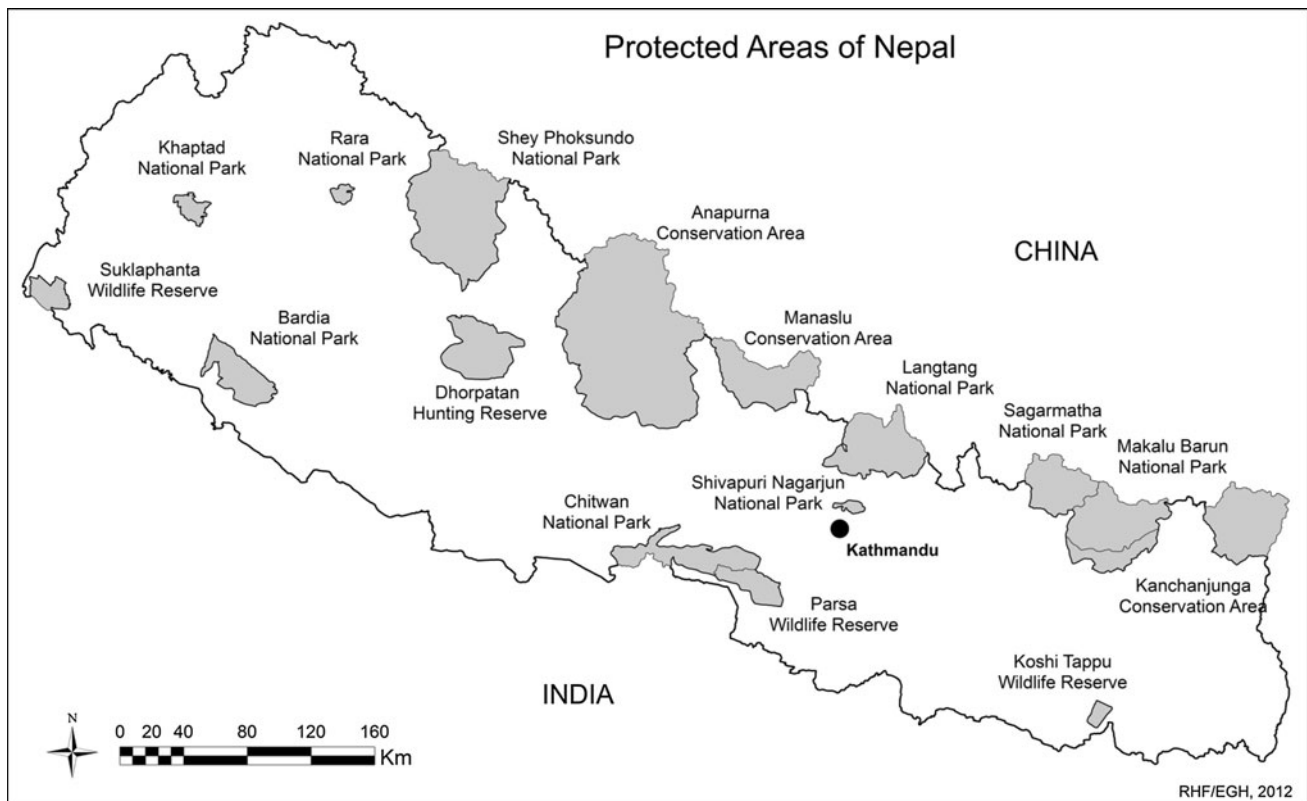 Protected Areas of Nepal
Khaptad
National Park
Rara
National Park
Shey Phoksundo
National Park
Anapurna
Conservation Area
CHINA
Suklaphanta
Wildlife Reserve
Bardia
National Park
Dhorpatan
Hunting Reserve
Manaslu
Conservation Area
Langtang
National Park
Sagarmatha
National Park
Makalu Barun
National Park
Shivapuri Nagarjun
National Park
Chitwan
National Park
Kathmandu
Parsa
Wildlife Reserve
Kanchanjunga
Conservation Area
Koshi Tappu
Wildlife Reserve
INDIA
N
0 20 40 80 120 160
Km
RHF/EGH, 2012